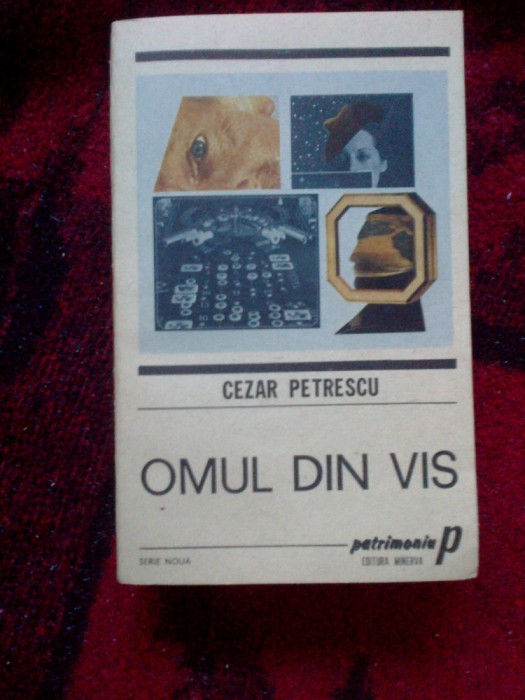 CEZAR PETRESCU
OMUL DIN VIS
patrimoniu P
SERIE NOUĂ
EDITURA MINERVA